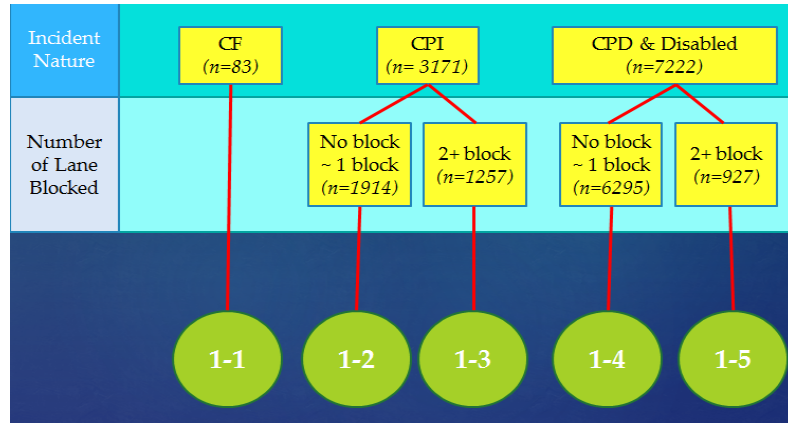 Incident
Nature
CF
(n=83)
CPI
(n= 3171)
CPD & Disabled
(n=7222)
Number
of Lane
Blocked
No block
~ 1 block
(n=1914)
2+ block
(n=1257)
No block
~ 1 block
(n=6295)
2+ block
(n=927)
1-1
1-2
1-3
1-4
1-5